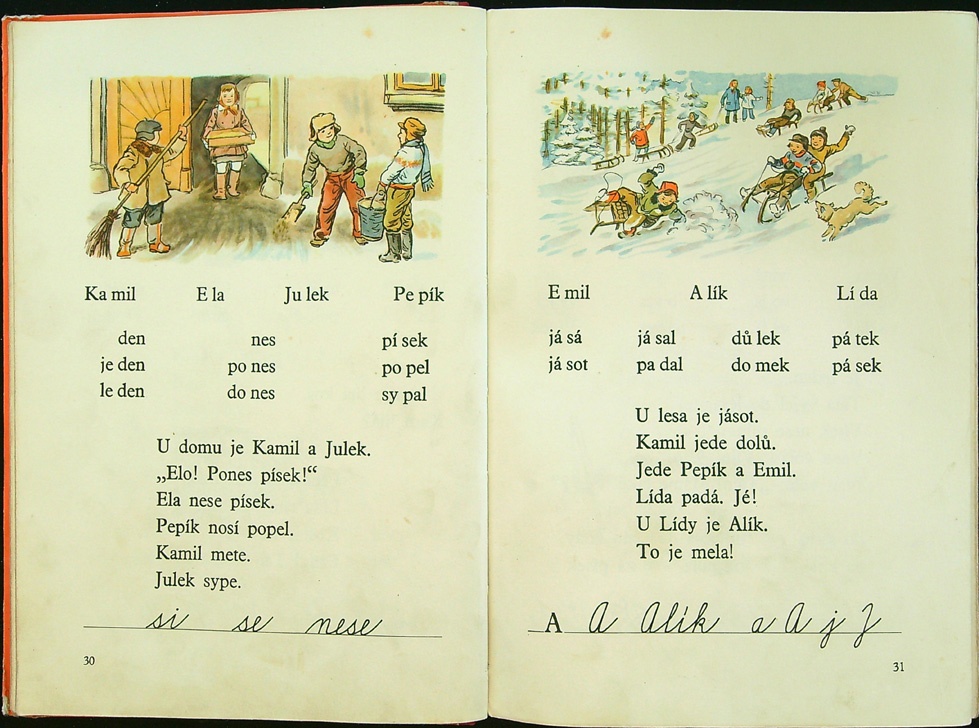 Ka mil E la Ju lek Pe pík
den nes pí sek
je den po nes po pel
le den do nes sy pal
U domu je Kamil a Julek.
„Elo! Pones písek!“
Ela nese písek.
Pepík nosí popel.
Kamil mete.
Julek sype.
si se nese
30
E mil A lík Lí da
já sá já sal dů lek pá tek
já sot pa dal do mek pá sek
U lesa je jásot.
Kamil jede dolů.
Jede Pepík a Emil.
Lída padá. Jé!
U Lídy je Alík.
To je mela!
A A Alík a A j J
31